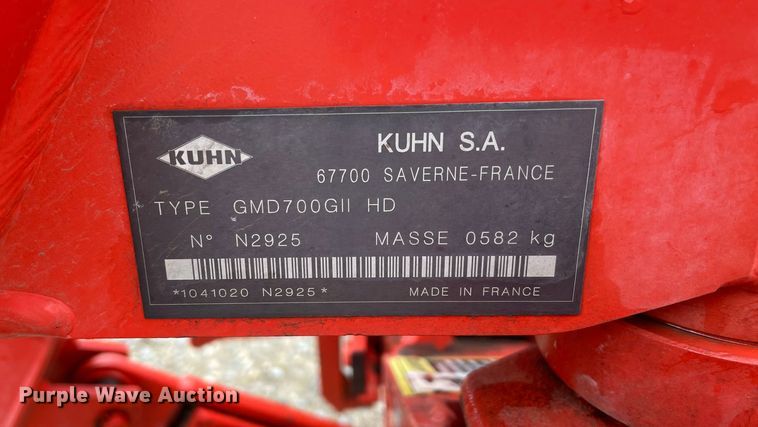 KUHN
KUHN S.A.
67700 SAVERNE-FRANCE
TYPE GMD700GII HD
N° N2925 MASSE 0582 kg
*1041020 N2925* MADE IN FRANCE
Purple Wave Auction®